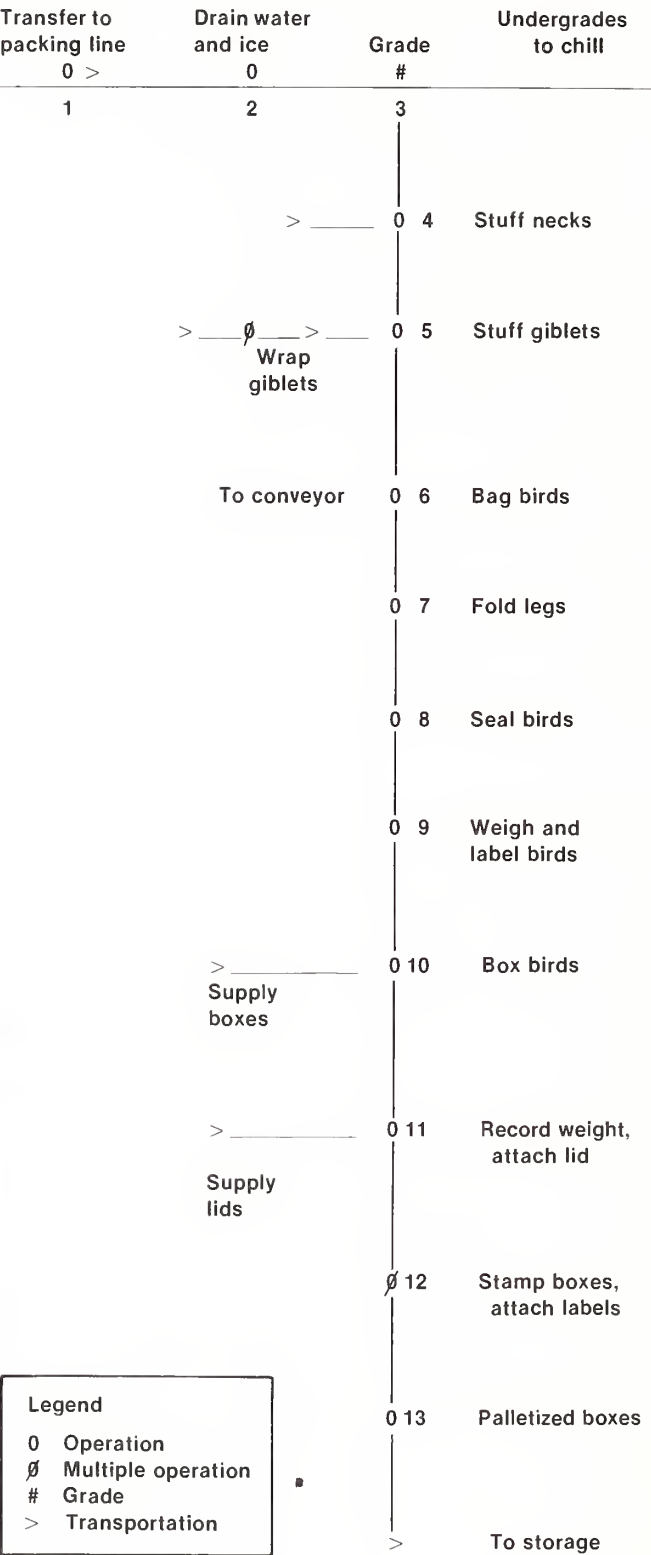 Transfer to packing line
0 >
1
Drain water and ice
0
2
Grade
#
3
Undergrades to chill
> 0 4 Stuff necks
> ø > 0 5 Stuff giblets
Wrap
giblets
To conveyor 0 6 Bag birds
0 7 Fold legs
0 8 Seal birds
0 9 Weigh and
label birds
> 0 10 Box birds
Supply
boxes
> 0 11 Record weight,
attach lid
Supply
lids
ø 12 Stamp boxes,
attach labels
0 13 Palletized boxes
> To storage
Legend
0 Operation
ø Multiple operation
# Grade
> Transportation